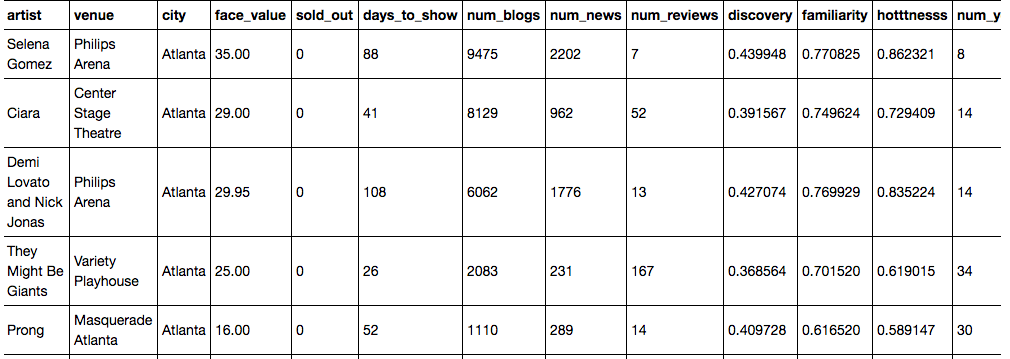 artist venue city face_value sold_out days_to_show num_blogs num_news num_reviews discovery familiarity hotttnesss num_y
Selena Gomez Philips Arena Atlanta 35.00 0 88 9475 2202 7 0.439948 0.770825 0.862321 8
Ciara Center Stage Theatre Atlanta 29.00 0 41 8129 962 52 0.391567 0.749624 0.729409 14
Demi Lovato and Nick Jonas Philips Arena Atlanta 29.95 0 108 6062 1776 13 0.427074 0.769929 0.835224 14
They Might Be Giants Variety Playhouse Atlanta 25.00 0 26 2083 231 167 0.368564 0.701520 0.619015 34
Prong Masquerade Atlanta Atlanta 16.00 0 52 1110 289 14 0.409728 0.616520 0.589147 30